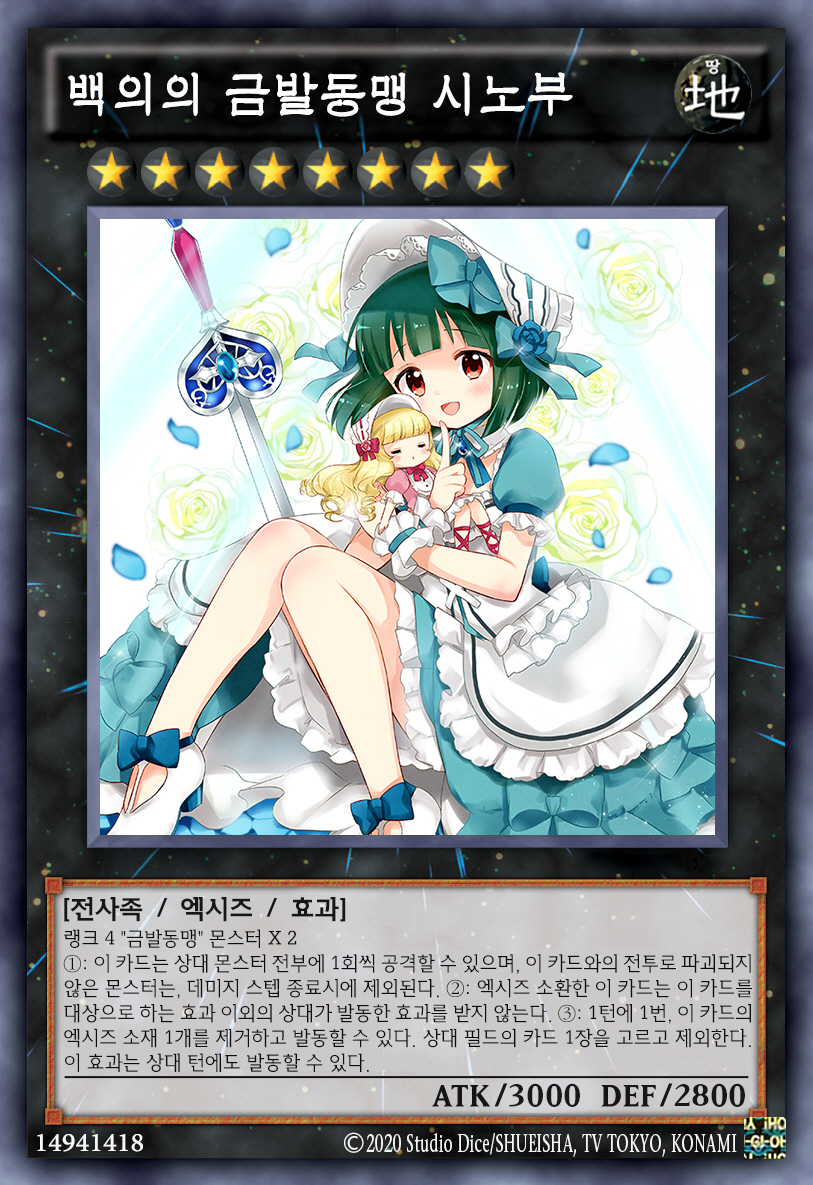 백의의 금발동맹 시노부
땅
地
[전사족 / 엑시즈 / 효과]
랭크 4 "금발동맹" 몬스터 X 2
①: 이 카드는 상대 몬스터 전부에 1회씩 공격할 수 있으며, 이 카드와의 전투로 파괴되지
않은 몬스터는, 데미지 스텝 종료시에 제외된다. ②: 엑시즈 소환한 이 카드는 이 카드를
대상으로 하는 효과 이외의 상대가 발동한 효과를 받지 않는다. ③: 1턴에 1번, 이 카드의
엑시즈 소재 1개를 제거하고 발동할 수 있다. 상대 필드의 카드 1장을 고르고 제외한다.
이 효과는 상대 턴에도 발동할 수 있다.
ATK/3000 DEF/2800
14941418
©2020 Studio Dice/SHUEISHA, TV TOKYO, KONAMI